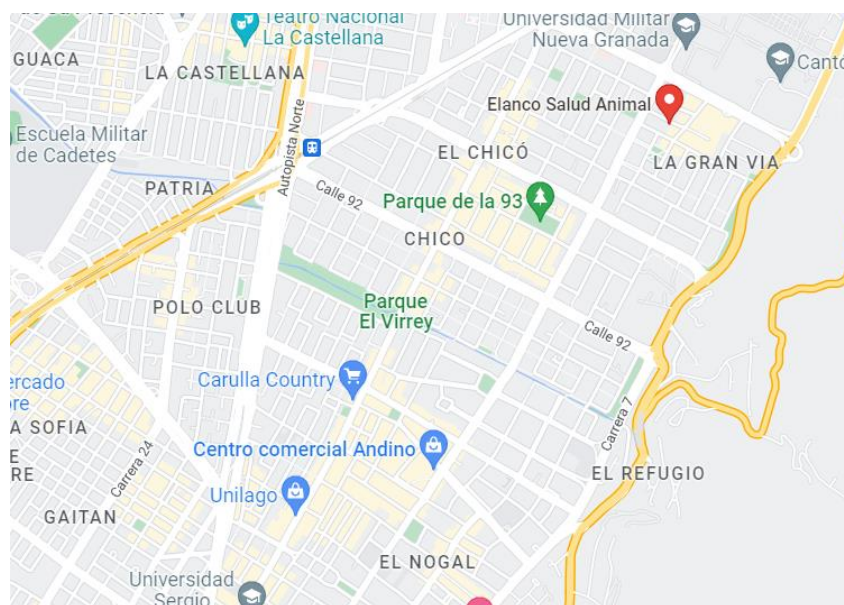 Teatro Nacional
La Castellana
Universidad Militar
Nueva Granada
GUACA
LA CASTELLANA
Cantó
Elanco Salud Animal
Escuela Militar
de Cadetes
Autopista Norte
EL CHICÓ
LA GRAN VIA
PATRIA
Calle 92
Parque de la 93
CHICO
POLO CLUB
Parque
El Virrey
Calle 92
Carulla Country
ercado
bre
A SOFIA
Centro comercial Andino
Carrera 7
E
RE
Carrera 24
Unilago
EL REFUGIO
GAITAN
EL NOGAL
Universidad
Sergio